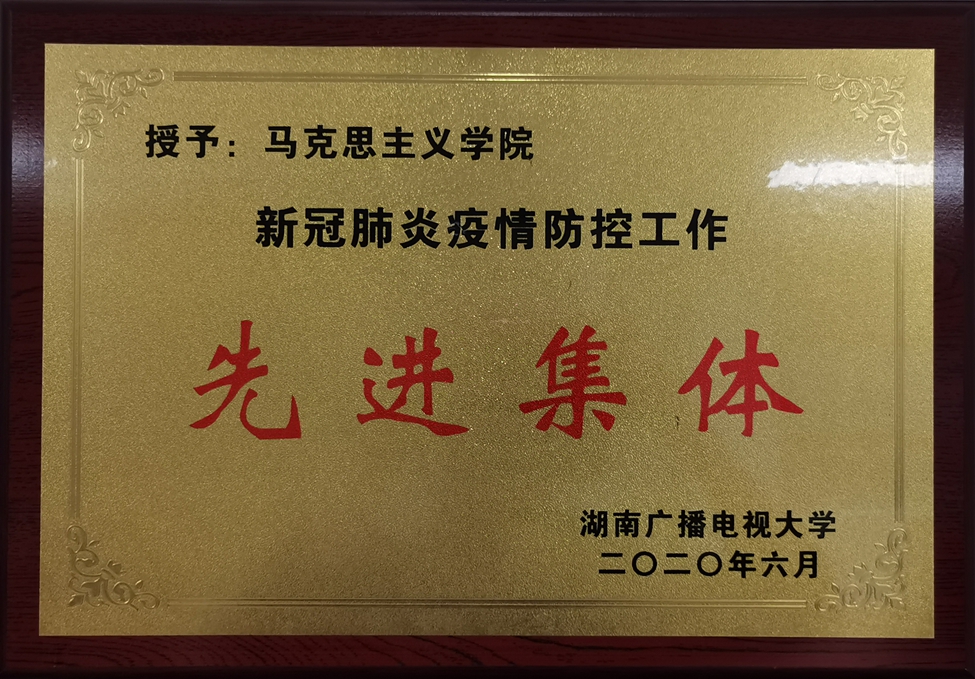 授予：马克思主义学院
新冠肺炎疫情防控工作
先进集体
湖南广播电视大学
二〇二〇年六月